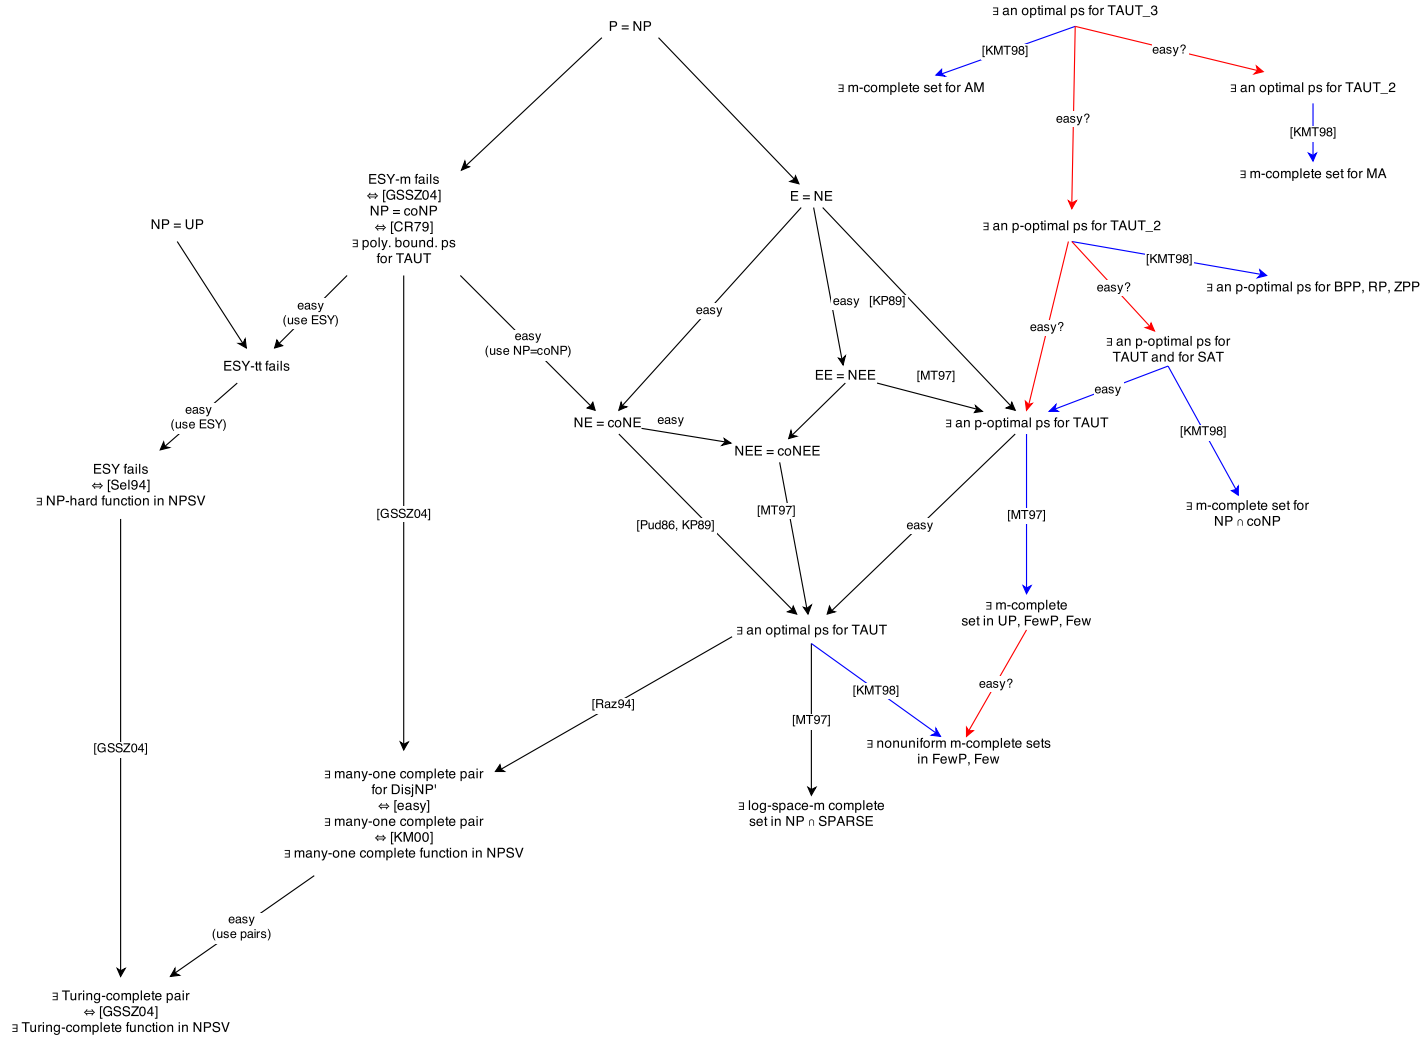 ∃ an optimal ps for TAUT_3
P = NP
[KMT98]
easy?
∃ m-complete set for AM
∃ an optimal ps for TAUT_2
easy?
[KMT98]
∃ m-complete set for MA
ESY-m fails
⇔ [GSSZ04]
NP = coNP
⇔ [CR79]
∃ poly. bound. ps
for TAUT
E = NE
NP = UP
∃ an p-optimal ps for TAUT_2
[KMT98]
easy?
∃ an p-optimal ps for BPP, RP, ZPP
easy
(use ESY)
easy
easy
[KP89]
easy?
easy
(use NP=coNP)
∃ an p-optimal ps for
TAUT and for SAT
ESY-tt fails
EE = NEE
[MT97]
easy
easy
(use ESY)
NE = coNE
easy
∃ an p-optimal ps for TAUT
[KMT98]
NEE = coNEE
ESY fails
⇔ [Sel94]
∃ NP-hard function in NPSV
∃ m-complete set for
NP ∩ coNP
[GSSZ04]
[Pud86, KP89]
[MT97]
easy
[MT97]
∃ m-complete
set in UP, FewP, Few
∃ an optimal ps for TAUT
easy?
[KMT98]
[Raz94]
[MT97]
[GSSZ04]
∃ nonuniform m-complete sets
in FewP, Few
∃ many-one complete pair
for DisjNP'
⇔ [easy]
∃ many-one complete pair
⇔ [KM00]
∃ many-one complete function in NPSV
∃ log-space-m complete
set in NP ∩ SPARSE
easy
(use pairs)
∃ Turing-complete pair
⇔ [GSSZ04]
∃ Turing-complete function in NPSV